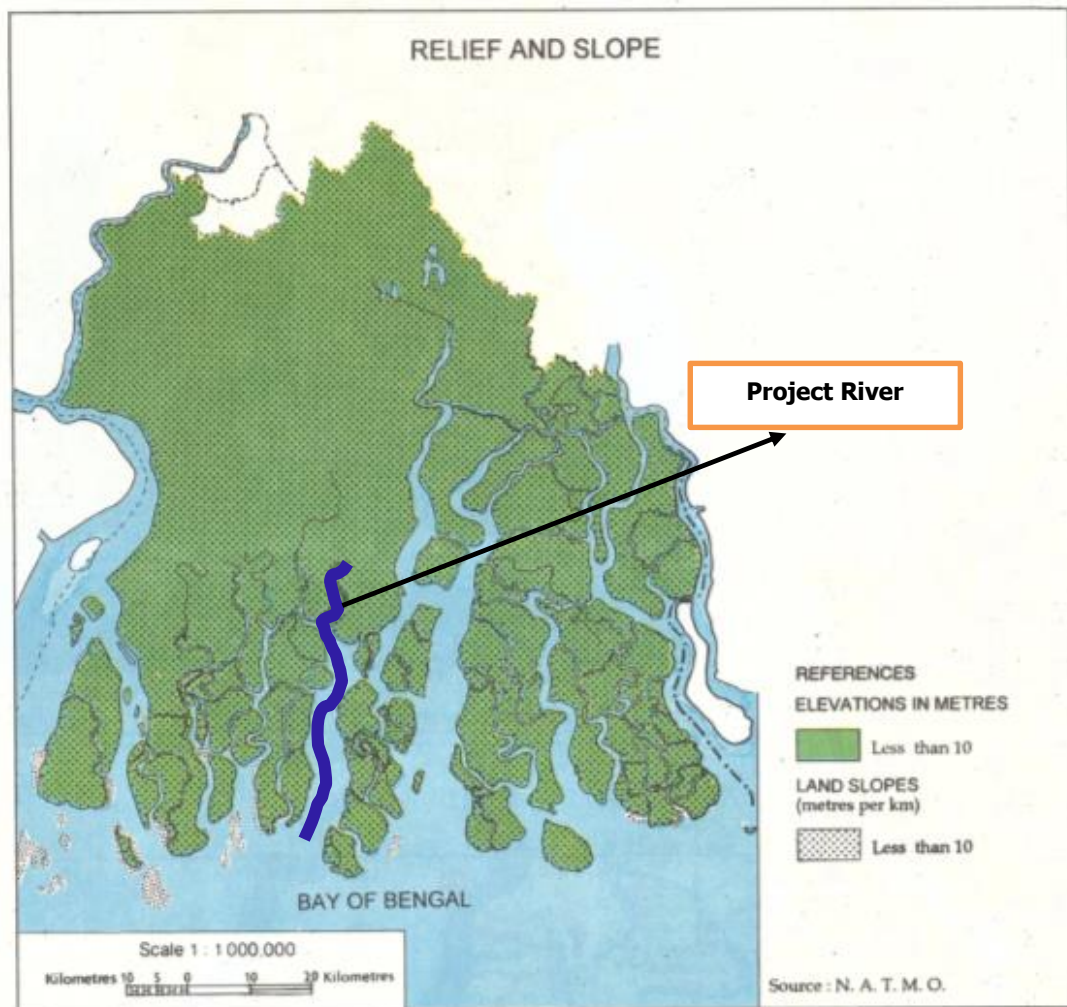 RELIEF AND SLOPE
Project River
REFERENCES
ELEVATIONS IN METRES
Less than 10
LAND SLOPES
(metres per km)
Less than 10
BAY OF BENGAL
Scale 1 : 1 000,000
Kilometres 10 5 0 10 20 Kilometres
Source : N. A. T. M. O.